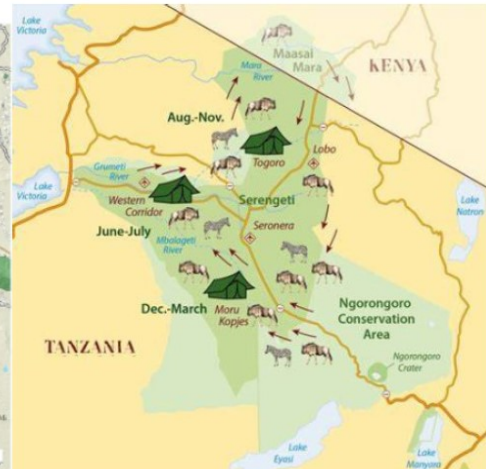 Lake
Victoria
Mara
River
Maasai
Mara
KENYA
Aug.-Nov.
Togoro
Lobo
Grumeti
River
Lake
Victoria
Western
Corridor
Serengeti
Lake
Natron
June-July
Seronera
Mbalageti
River
Dec.-March
Moru
Kopjes
Ngorongoro
Conservation
Area
TANZANIA
Ngorongoro
Crater
Lake
Eyasi
Lake
Manyara